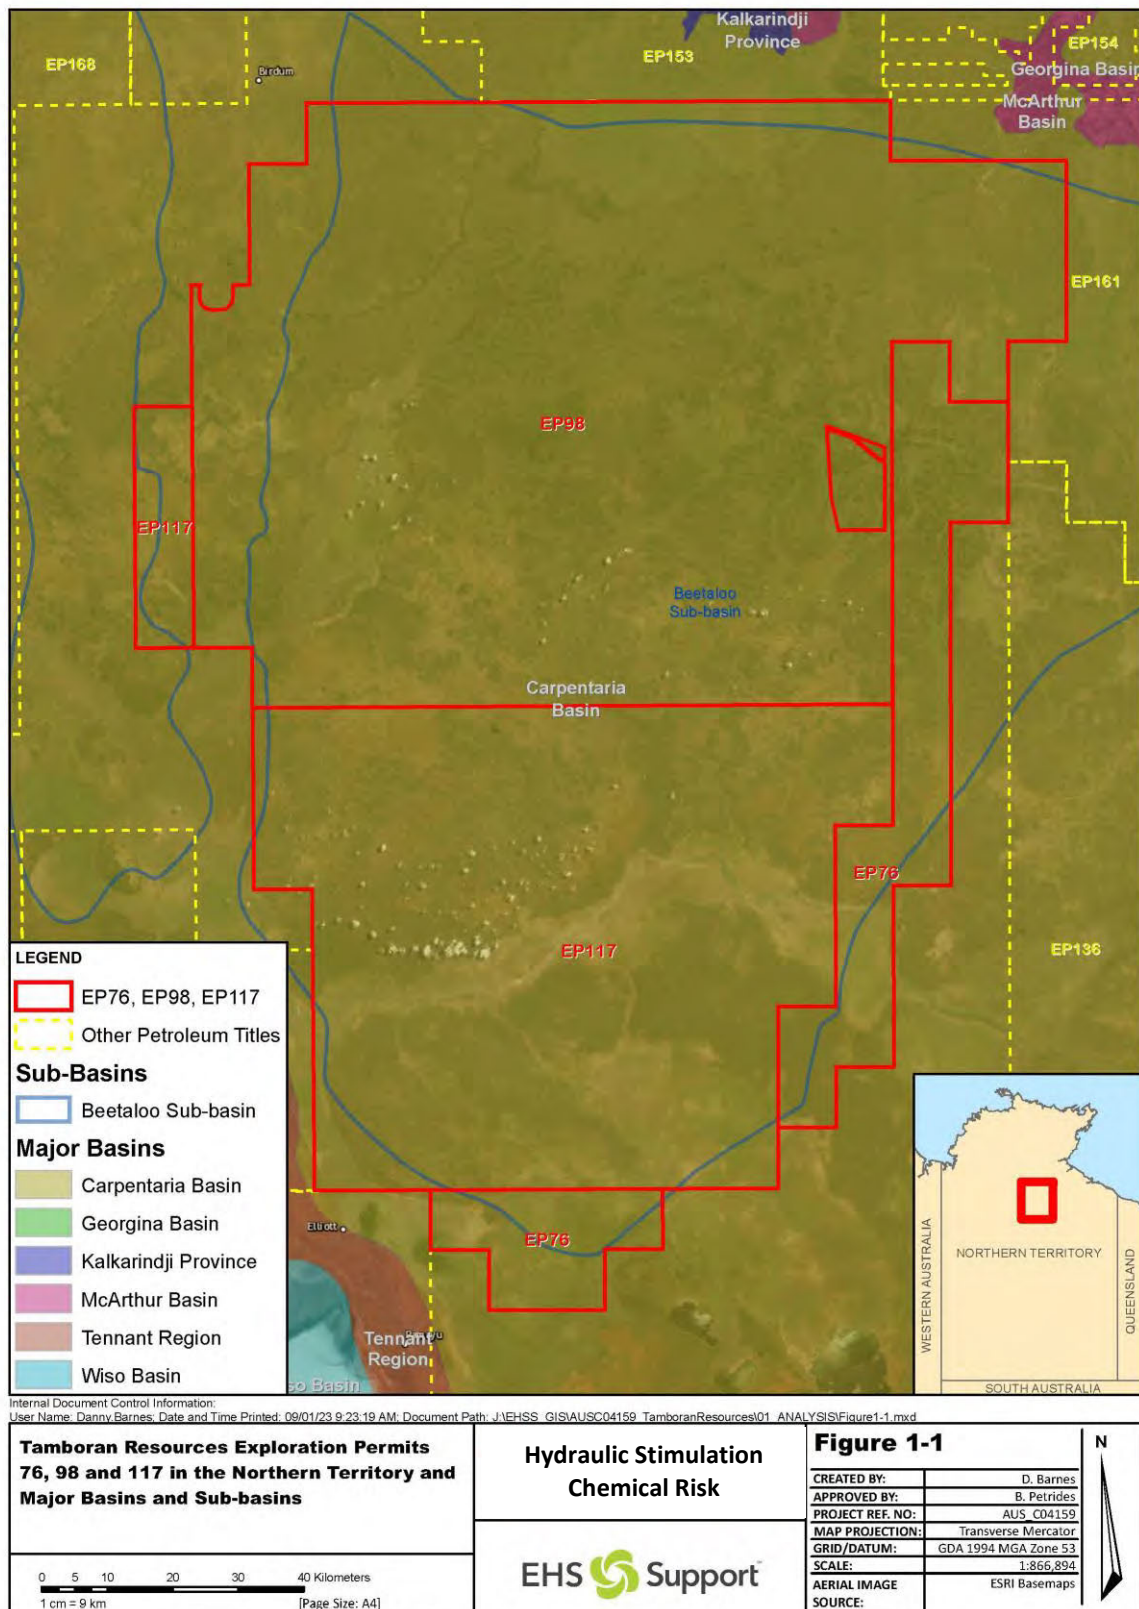 Kalkarindji
Province
EP168
Birdum
EP153
EP154
Georgina Basin
McArthur
Basin
EP161
EP98
EP117
Beetaloo
Sub-basin
Carpentaria
Basin
EP76
EP117
EP136
EP76
Elliott
Tennant
Region
so Basin
LEGEND
EP76, EP98, EP117
Other Petroleum Titles
Sub-Basins
Beetaloo Sub-basin
Major Basins
Carpentaria Basin
Georgina Basin
Kalkarindji Province
McArthur Basin
Tennant Region
Wiso Basin
WESTERN AUSTRALIA
NORTHERN TERRITORY
QUEENSLAND
SOUTH AUSTRALIA
Internal Document Control Information:
User Name: Danny.Barnes; Date and Time Printed: 09/01/23 9:23:19 AM; Document Path: J:\EHSS_GIS\AUSC04159_TamboranResources\01_ANALYSIS\Figure1-1.mxd
Tamboran Resources Exploration Permits
76, 98 and 117 in the Northern Territory and
Major Basins and Sub-basins
0 5 10 20 30 40 Kilometers
1 cm = 9 km [Page Size: A4]
Hydraulic Stimulation
Chemical Risk
EHS Support
Figure 1-1
CREATED BY: D. Barnes
APPROVED BY: B. Petrides
PROJECT REF. NO: AUS_C04159
MAP PROJECTION: Transverse Mercator
GRID/DATUM: GDA 1994 MGA Zone 53
SCALE: 1:866,894
AERIAL IMAGE ESRI Basemaps
SOURCE:
N